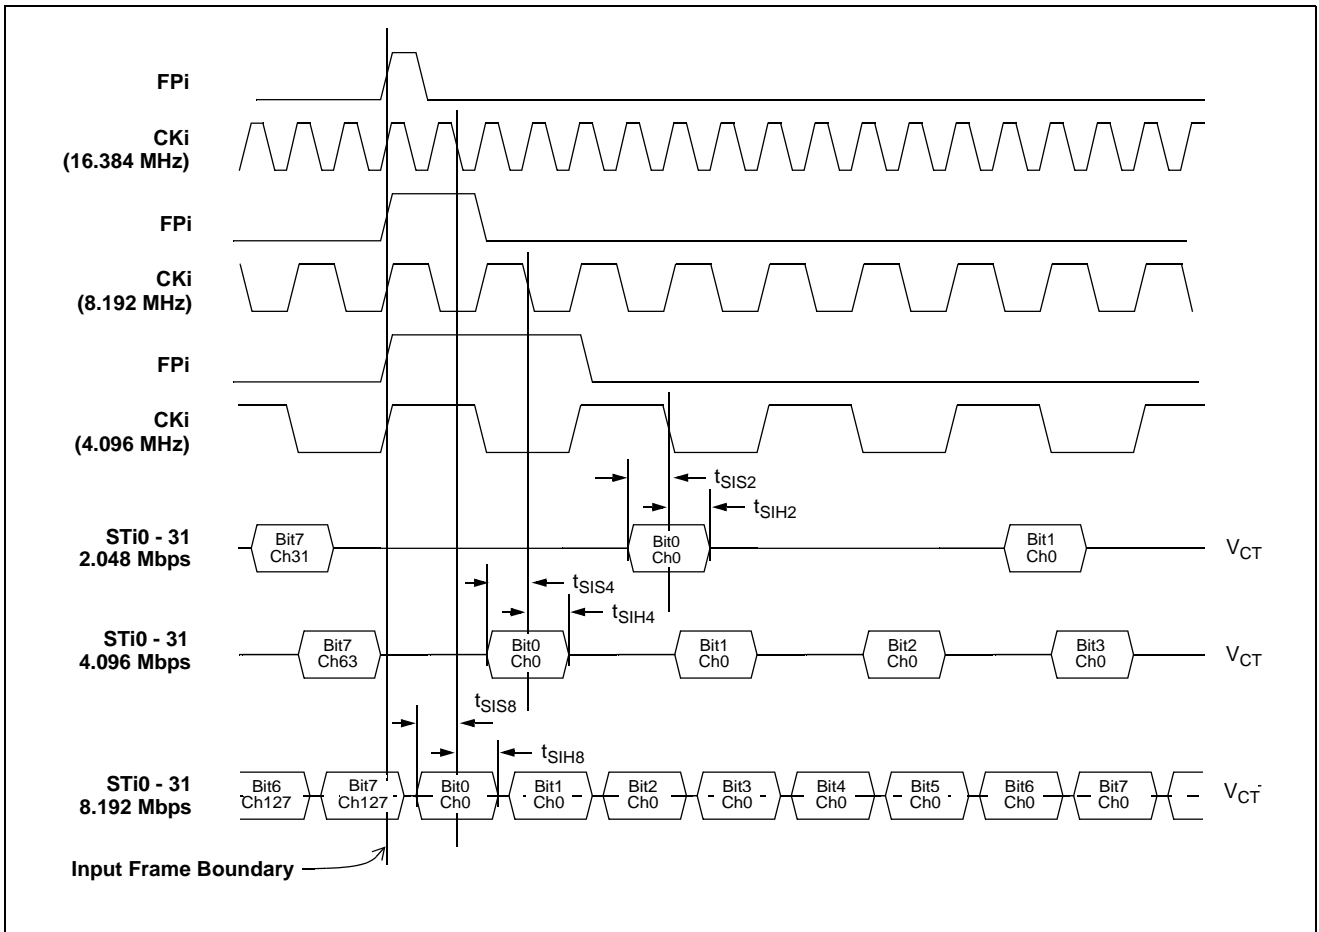 FPi
CKi
(16.384 MHz)
FPi
CKi
(8.192 MHz)
FPi
CKi
(4.096 MHz)
tSIS2
tSIH2
STi0 - 31
2.048 Mbps
Bit7
Ch31
Bit0
Ch0
Bit1
Ch0
VCT
tSIS4
tSIH4
STi0 - 31
4.096 Mbps
Bit7
Ch63
Bit0
Ch0
Bit1
Ch0
Bit2
Ch0
Bit3
Ch0
VCT
tSIS8
tSIH8
STi0 - 31
8.192 Mbps
Bit6
Ch127
Bit7
Ch127
Bit0
Ch0
Bit1
Ch0
Bit2
Ch0
Bit3
Ch0
Bit4
Ch0
Bit5
Ch0
Bit6
Ch0
Bit7
Ch0
VCT
Input Frame Boundary